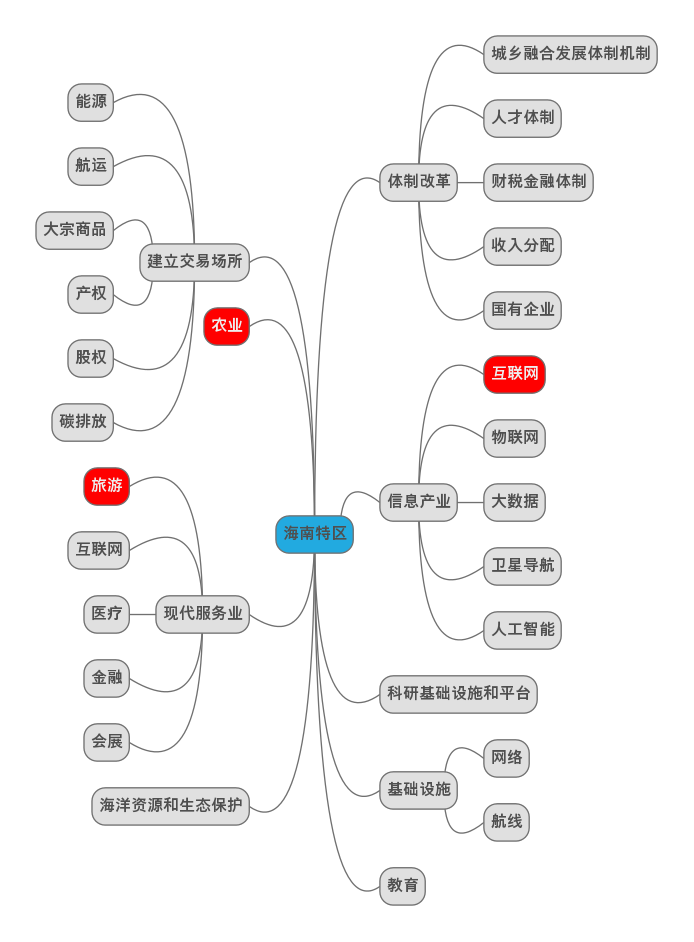 海南特区
体制改革
城乡融合发展体制机制
人才体制
财税金融体制
收入分配
国有企业
信息产业
互联网
物联网
大数据
卫星导航
人工智能
科研基础设施和平台
基础设施
网络
航线
教育
建立交易场所
能源
航运
大宗商品
产权
股权
碳排放
农业
现代服务业
旅游
互联网
医疗
金融
会展
海洋资源和生态保护